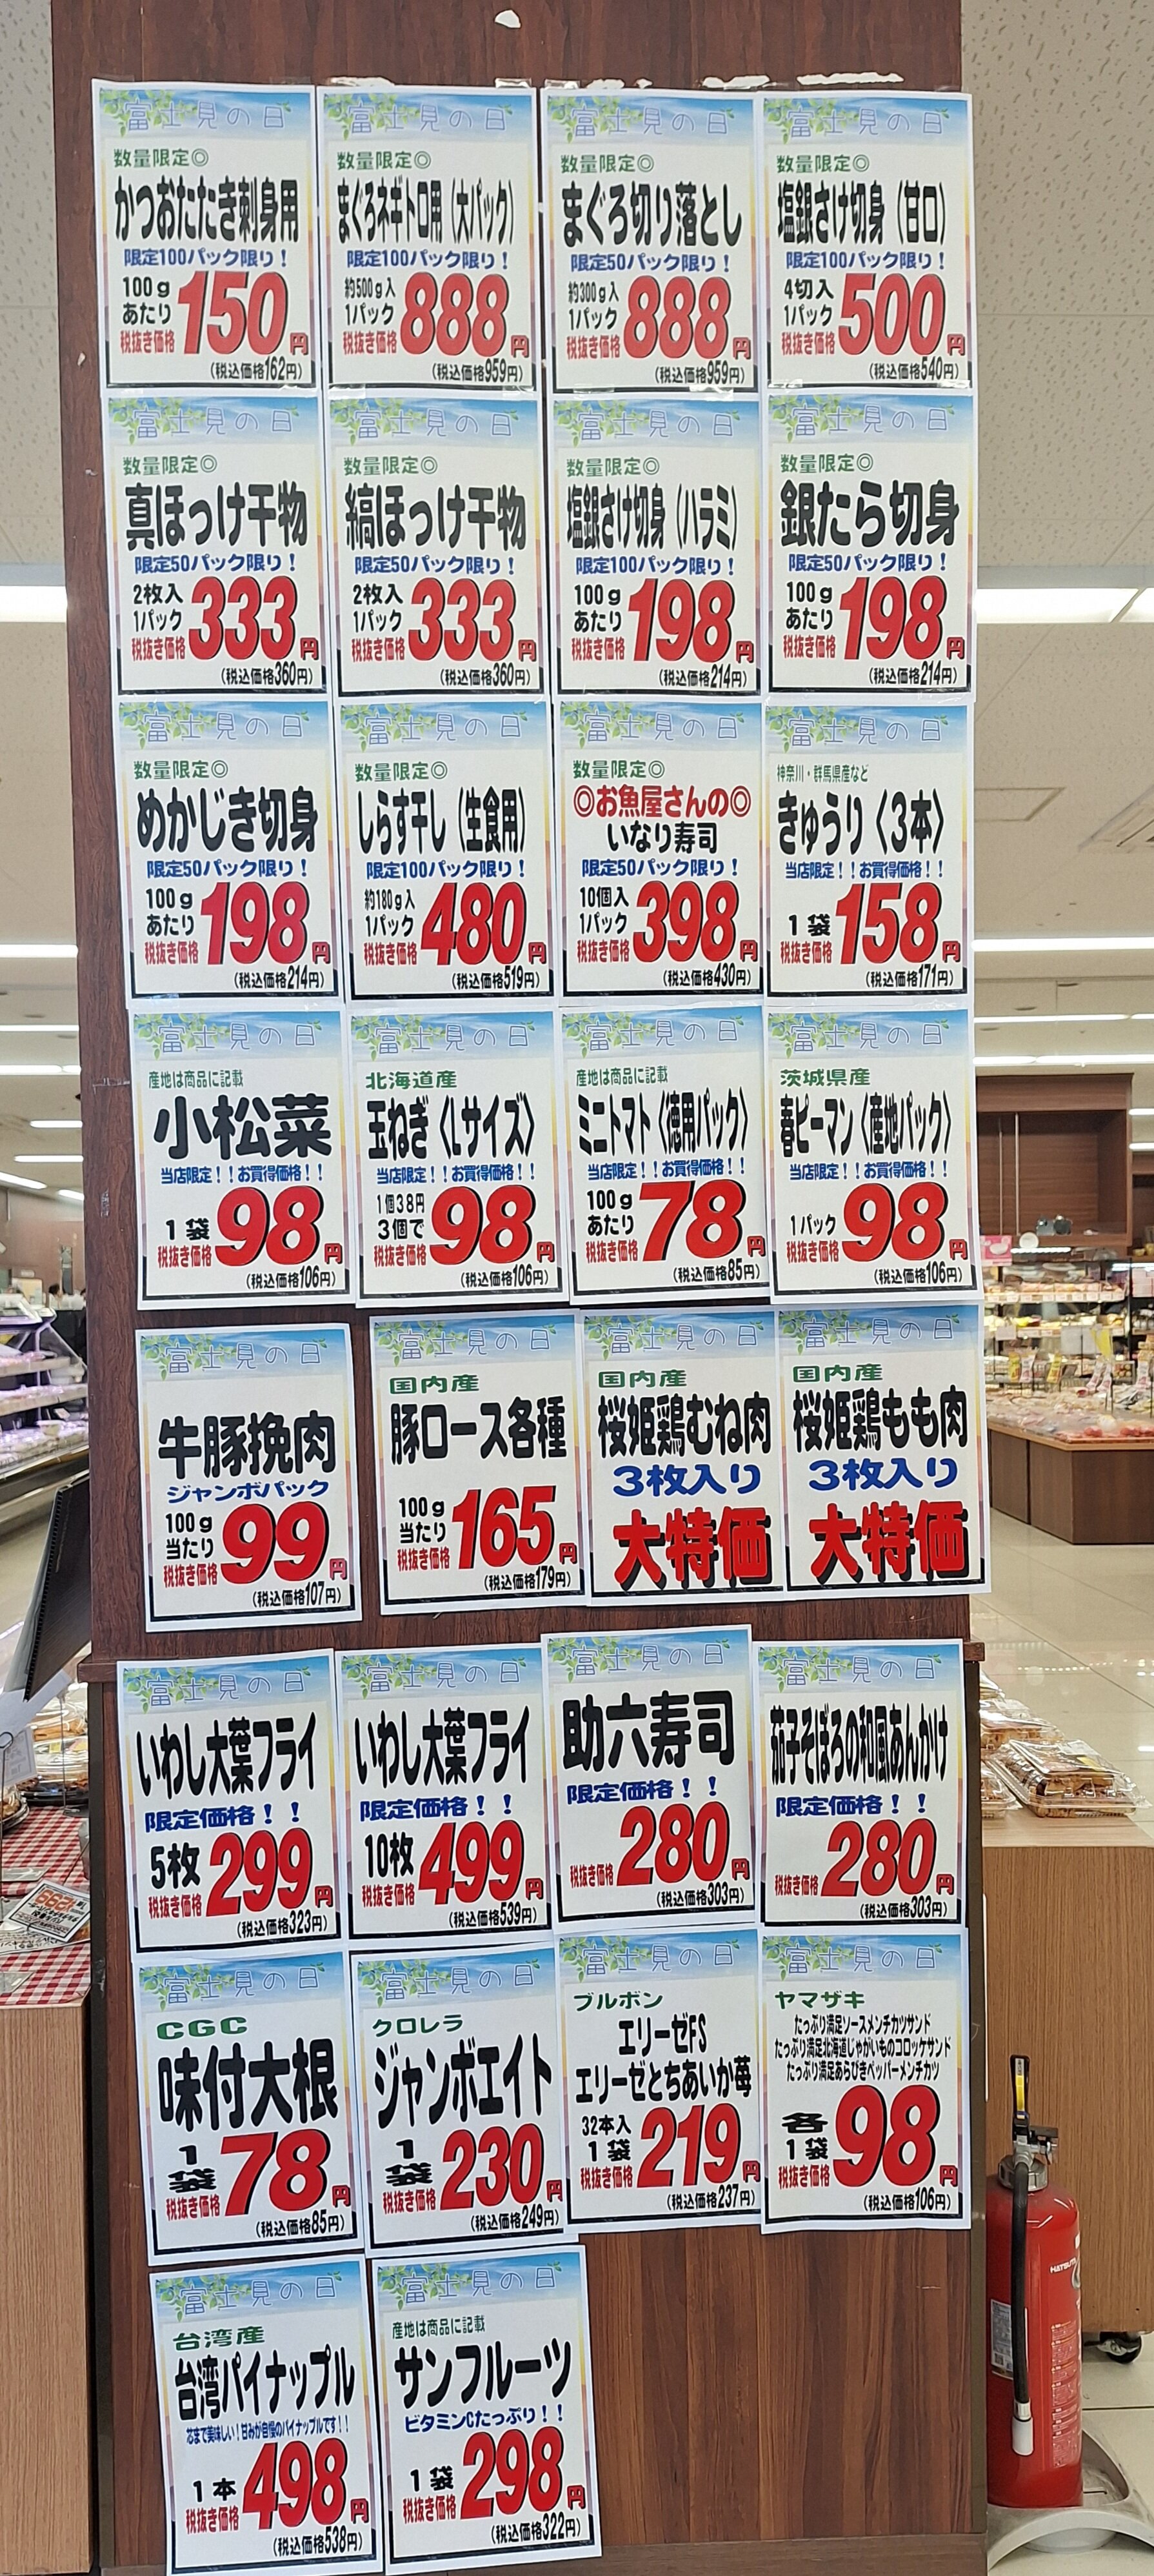 富士見の日
数量限定◎
かつおたたき刺身用
限定100パック限り！
100g
あたり
税抜き価格
150円
(税込価格162円)
富士見の日
数量限定◎
まぐろネギトロ用（大パック）
限定100パック限り！
約500g入
1パック
税抜き価格
888円
(税込価格959円)
富士見の日
数量限定◎
まぐろ切り落とし
限定50パック限り！
約300g入
1パック
税抜き価格
888円
(税込価格959円)
富士見の日
数量限定◎
塩銀さけ切身（甘口）
限定100パック限り！
4切入
1パック
税抜き価格
500円
(税込価格540円)
富士見の日
数量限定◎
真ほっけ干物
限定50パック限り！
2枚入
1パック
税抜き価格
333円
(税込価格360円)
富士見の日
数量限定◎
縞ほっけ干物
限定50パック限り！
2枚入
1パック
税抜き価格
333円
(税込価格360円)
富士見の日
数量限定◎
塩銀さけ切身（ハラミ）
限定100パック限り！
100g
あたり
税抜き価格
198円
(税込価格214円)
富士見の日
数量限定◎
銀たら切身
限定50パック限り！
100g
あたり
税抜き価格
198円
(税込価格214円)
富士見の日
数量限定◎
めかじき切身
限定50パック限り！
100g
あたり
税抜き価格
198円
(税込価格214円)
富士見の日
数量限定◎
しらす干し（生食用）
限定100パック限り！
約180g入
1パック
税抜き価格
480円
(税込価格519円)
富士見の日
数量限定◎
◎お魚屋さんの◎
いなり寿司
限定50パック限り！
10個入
1パック
税抜き価格
398円
(税込価格430円)
富士見の日
神奈川・群馬県産など
きゅうり〈3本〉
当店限定！！お買得価格！！
1袋
税抜き価格
158円
(税込価格171円)
富士見の日
産地は商品に記載
小松菜
当店限定！！お買得価格！！
1袋
税抜き価格
98円
(税込価格106円)
富士見の日
北海道産
玉ねぎ〈Lサイズ〉
当店限定！！お買得価格！！
1個38円
3個で
税抜き価格
98円
(税込価格106円)
富士見の日
産地は商品に記載
ミニトマト〈徳用パック〉
当店限定！！お買得価格！！
100g
あたり
税抜き価格
78円
(税込価格85円)
富士見の日
茨城県産
春ピーマン〈産地パック〉
当店限定！！お買得価格！！
1パック
税抜き価格
98円
(税込価格106円)
富士見の日
牛豚挽肉
ジャンボパック
100g
当たり
税抜き価格
99円
(税込価格107円)
富士見の日
国内産
豚ロース各種
100g
当たり
税抜き価格
165円
(税込価格179円)
富士見の日
国内産
桜姫鶏むね肉
3枚入り
大特価
富士見の日
国内産
桜姫鶏もも肉
3枚入り
大特価
富士見の日
いわし大葉フライ
限定価格！！
5枚
税抜き価格
299円
(税込価格323円)
富士見の日
いわし大葉フライ
限定価格！！
10枚
税抜き価格
499円
(税込価格539円)
富士見の日
助六寿司
限定価格！！
税抜き価格
280円
(税込価格303円)
富士見の日
茄子そぼろの和風あんかけ
限定価格！！
税抜き価格
280円
(税込価格303円)
富士見の日
CGC
味付大根
1
袋
税抜き価格
78円
(税込価格85円)
富士見の日
クロレラ
ジャンボエイト
1
袋
税抜き価格
230円
(税込価格249円)
富士見の日
ブルボン
エリーゼFS
エリーゼとちあいか苺
32本入
1袋
税抜き価格
219円
(税込価格237円)
富士見の日
ヤマザキ
たっぷり満足ソースメンチカツサンド
たっぷり満足北海道じゃがいものコロッケサンド
たっぷり満足あらびきペッパーメンチカツ
各
1袋
税抜き価格
98円
(税込価格106円)
富士見の日
台湾産
台湾パイナップル
芯まで美味しい！甘みが自慢のパイナップルです！！
1本
税抜き価格
498円
(税込価格538円)
富士見の日
産地は商品に記載
サンフルーツ
ビタミンCたっぷり！！
1袋
税抜き価格
298円
(税込価格322円)